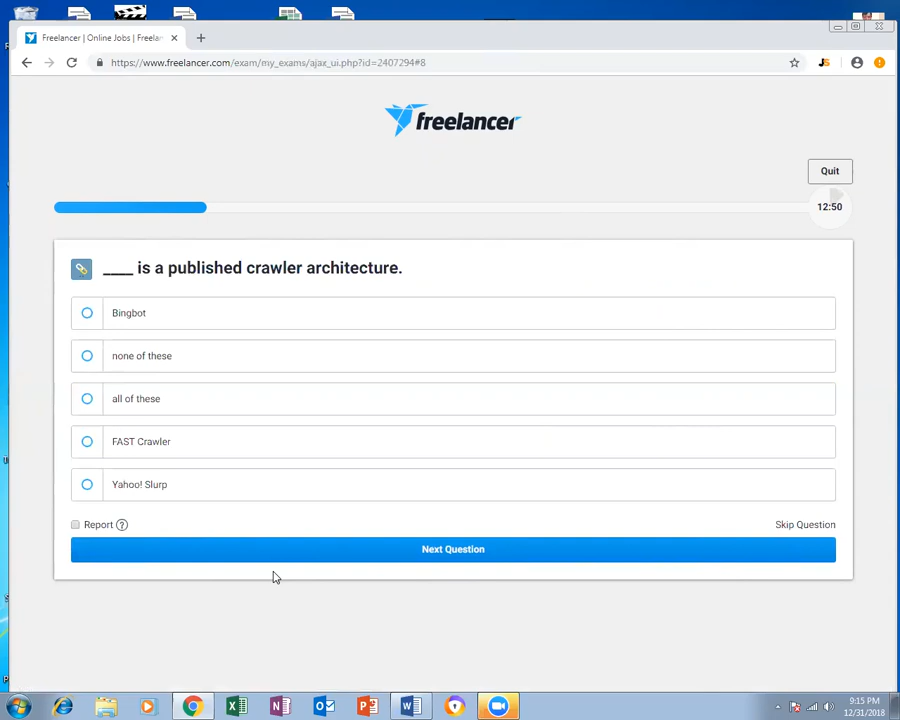 Freelancer | Online Jobs | Freelan
https://www.freelancer.com/exam/my_exams/ajax_ui.php?id=2407294#8
JS
freelancer
Quit
12:50
____ is a published crawler architecture.
Bingbot
none of these
all of these
FAST Crawler
Yahoo! Slurp
Report ?
Skip Question
Next Question
9:15 PM
12/31/2018